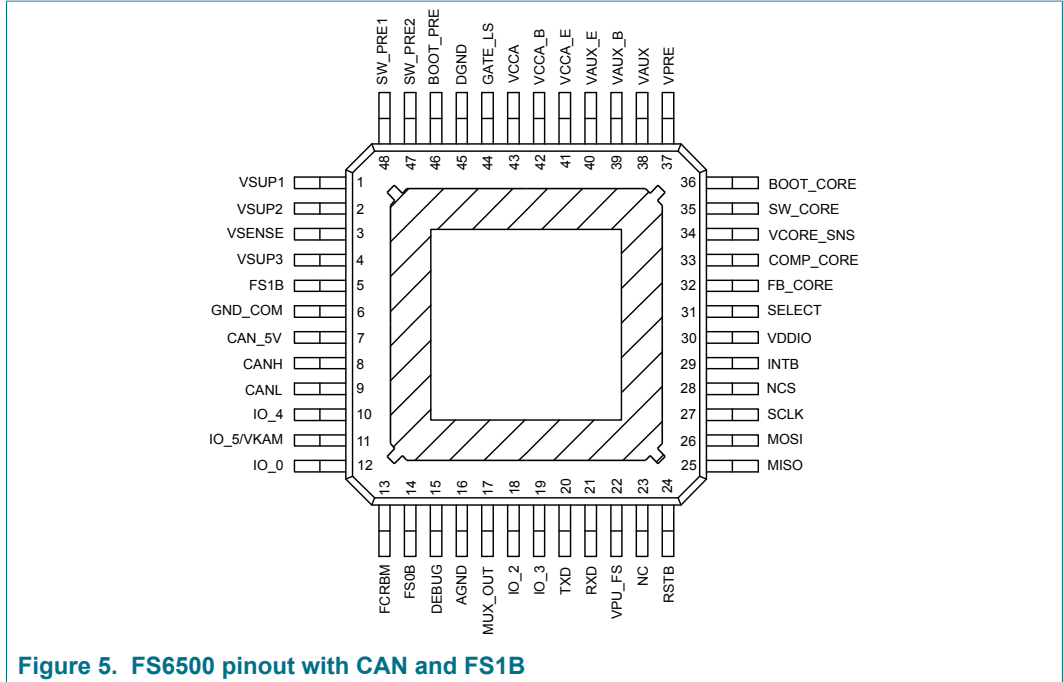 SW_PRE1
SW_PRE2
BOOT_PRE
DGND
GATE_LS
VCCA
VCCA_B
VCCA_E
VAUX_E
VAUX_B
VAUX
VPRE
48 47 46 45 44 43 42 41 40 39 38 37
VSUP1 1
VSUP2 2
VSENSE 3
VSUP3 4
FS1B 5
GND_COM 6
CAN_5V 7
CANH 8
CANL 9
IO_4 10
IO_5/VKAM 11
IO_0 12
36 BOOT_CORE
35 SW_CORE
34 VCORE_SNS
33 COMP_CORE
32 FB_CORE
31 SELECT
30 VDDIO
29 INTB
28 NCS
27 SCLK
26 MOSI
25 MISO
13 14 15 16 17 18 19 20 21 22 23 24
FCRBM
FS0B
DEBUG
AGND
MUX_OUT
IO_2
IO_3
TXD
RXD
VPU_FS
NC
RSTB
Figure 5. FS6500 pinout with CAN and FS1B